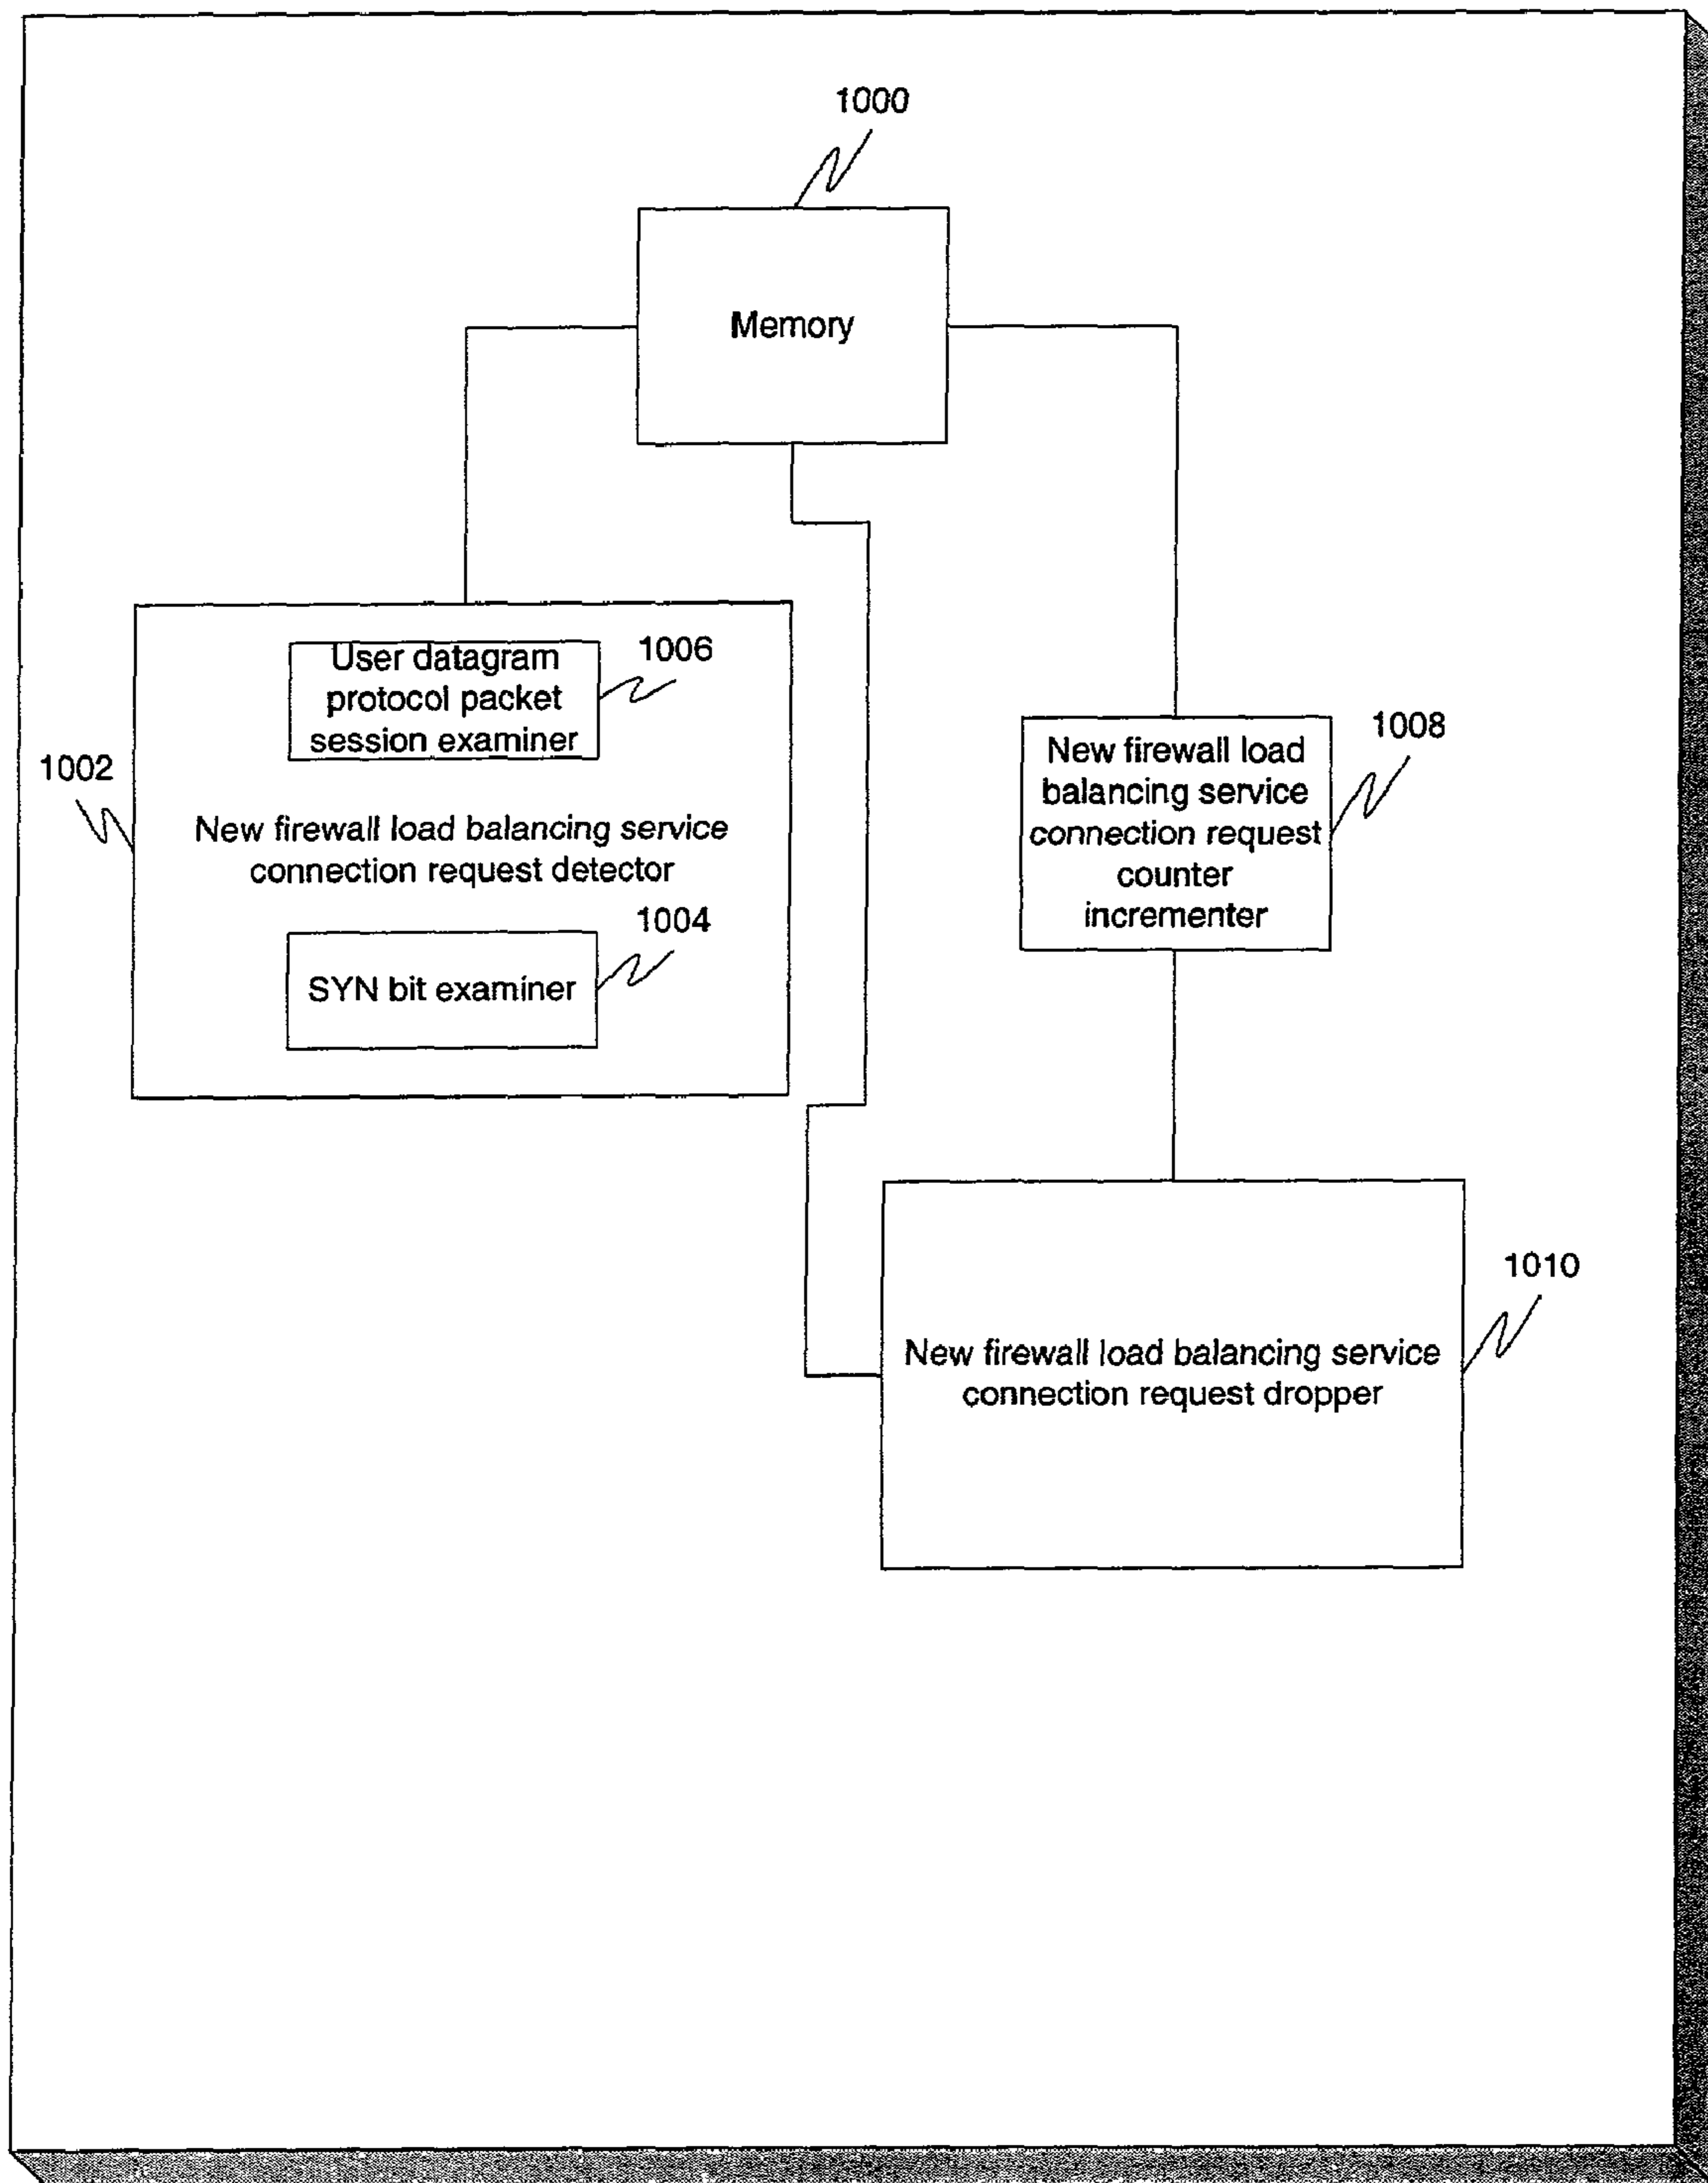 1000
Memory
User datagram
protocol packet
session examiner
1006
1002
New firewall load balancing service
connection request detector
1004
SYN bit examiner
1008
New firewall load
balancing service
connection request
counter
incrementer
1010
New firewall load balancing service
connection request dropper